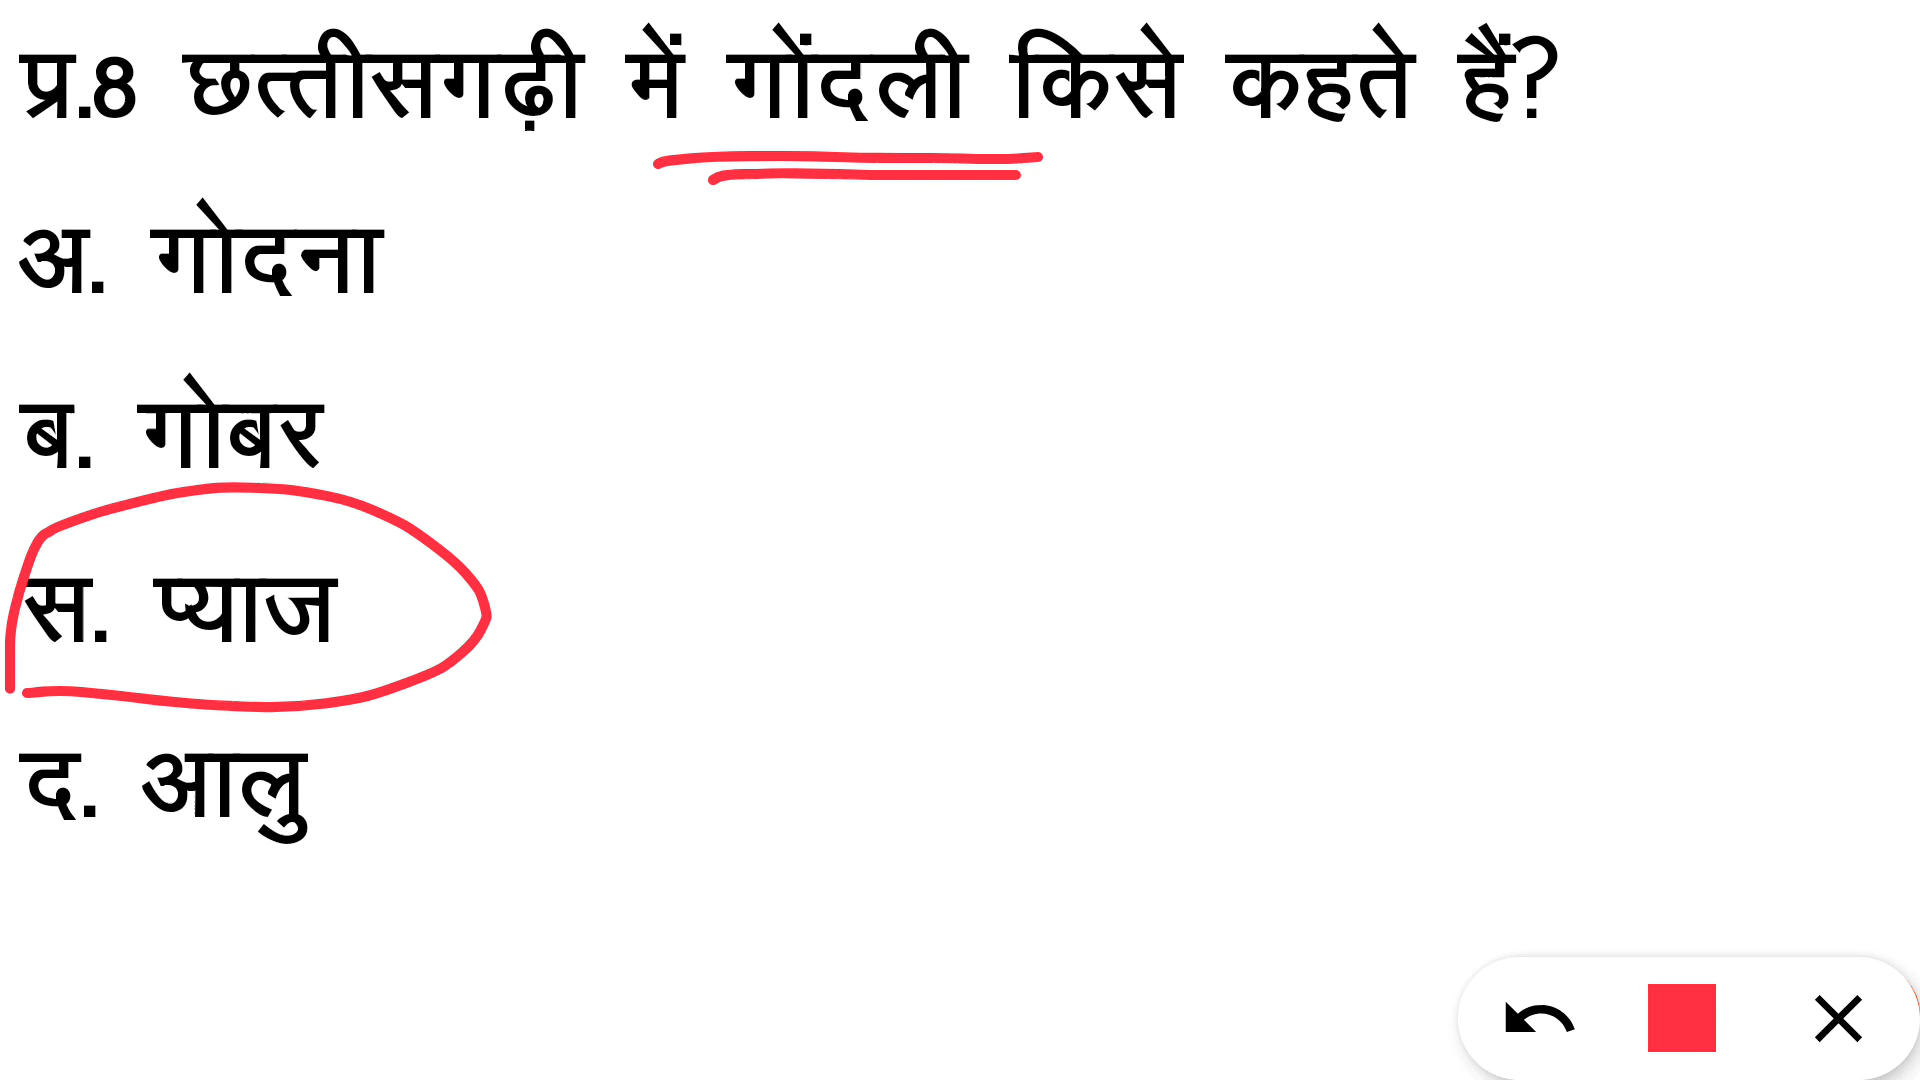 प्र.8 छत्तीसगढ़ी में गोंदली किसे कहते हैं?
अ. गोदना
ब. गोबर
स. प्याज
द. आलु